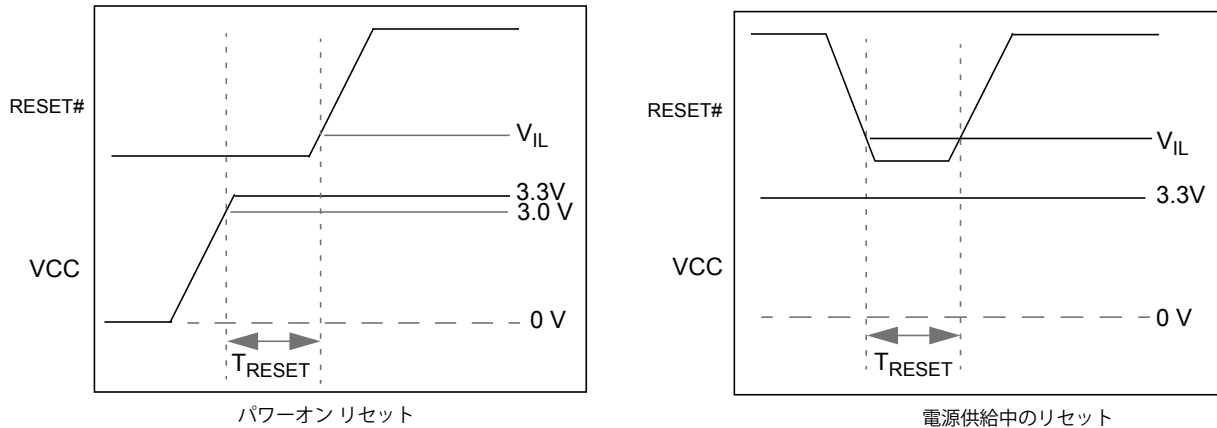 RESET#
V_IL
3.3V
3.0 V
VCC
0 V
T_RESET
パワーオン リセット
RESET#
V_IL
3.3V
VCC
0 V
T_RESET
電源供給中のリセット